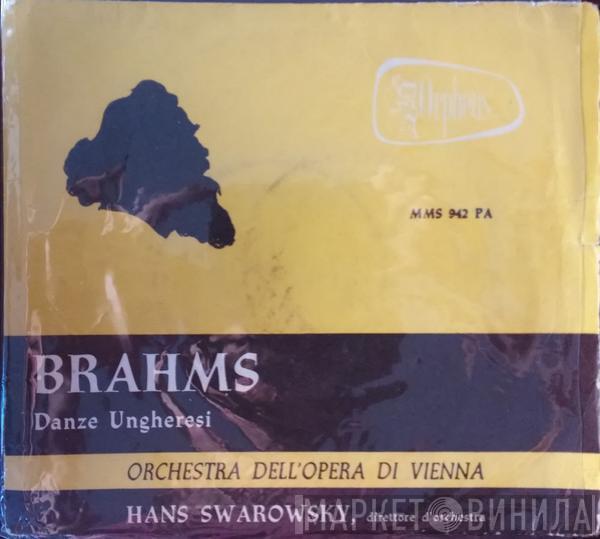 Orpheus
MMS 942 PA
BRAHMS
Danze Ungheresi
ORCHESTRA DELL'OPERA DI VIENNA
HANS SWAROWSKY, direttore d'orchestra
МАРКЕТ ВИНИЛА